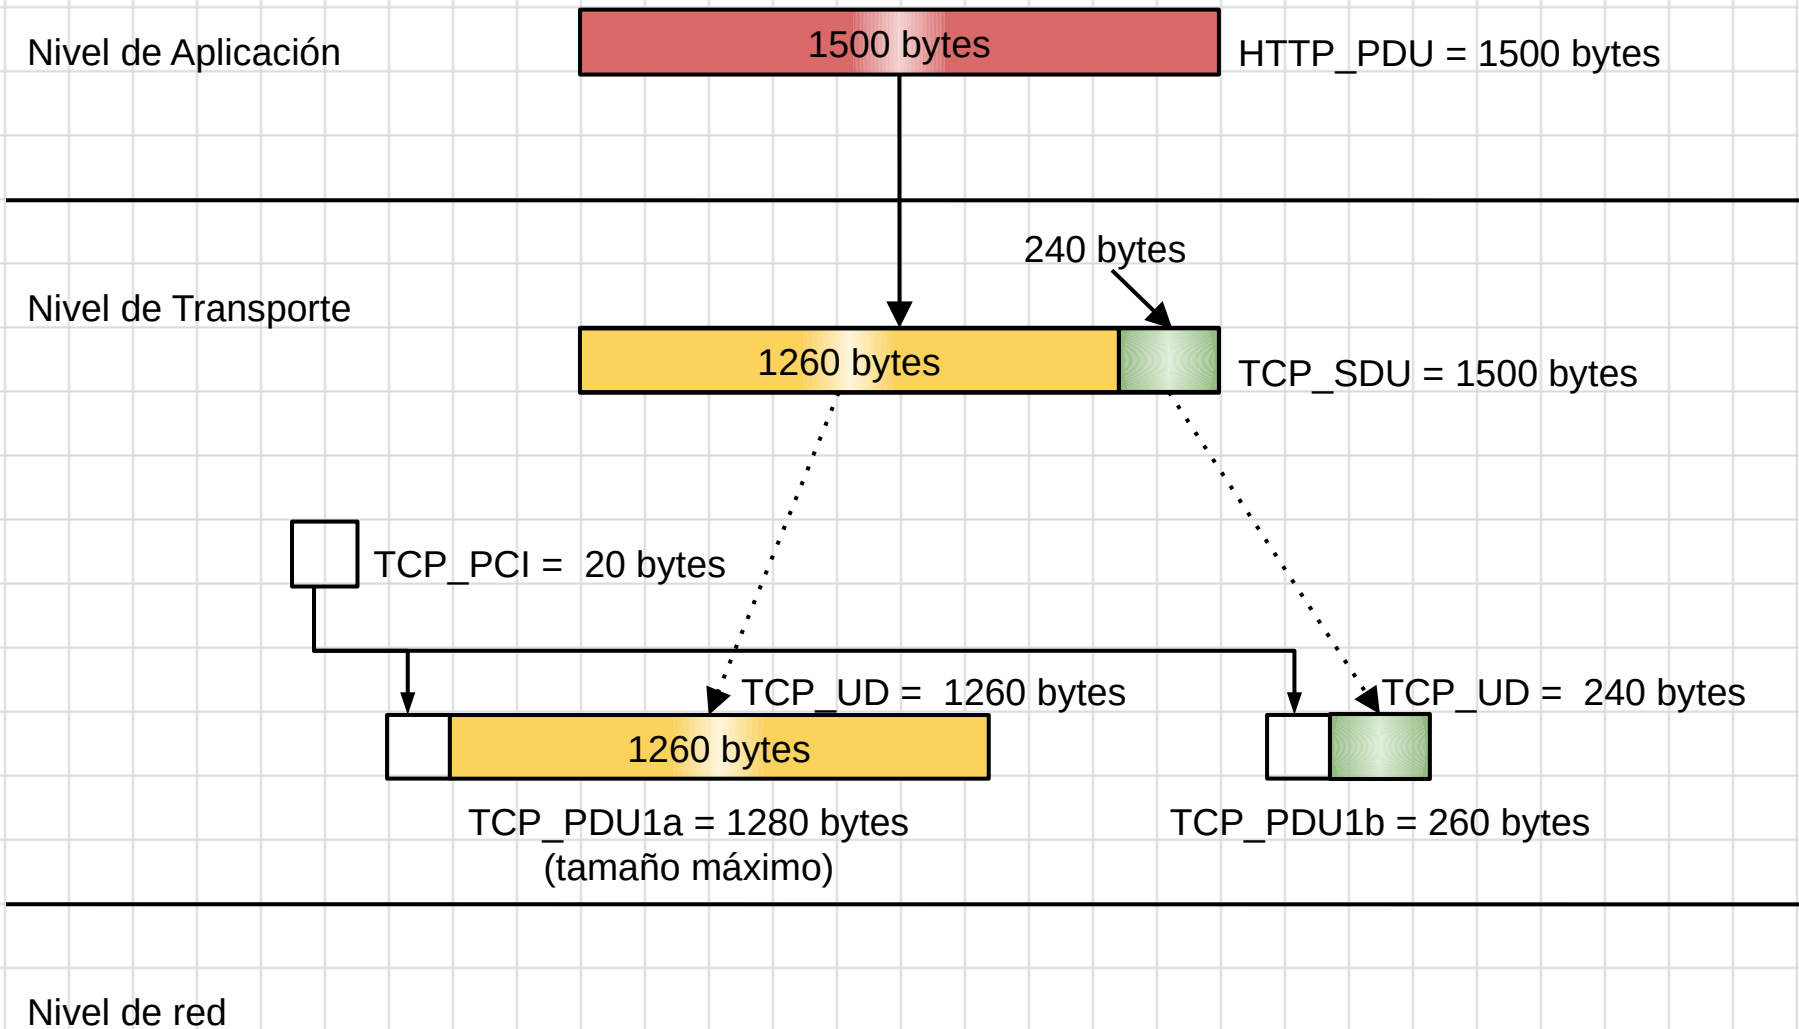 Nivel de Aplicación
1500 bytes
HTTP_PDU = 1500 bytes
240 bytes
Nivel de Transporte
1260 bytes
TCP_SDU = 1500 bytes
TCP_PCI =  20 bytes
TCP_UD =  1260 bytes
TCP_UD =  240 bytes
1260 bytes
TCP_PDU1a = 1280 bytes
(tamaño máximo)
TCP_PDU1b = 260 bytes
Nivel de red